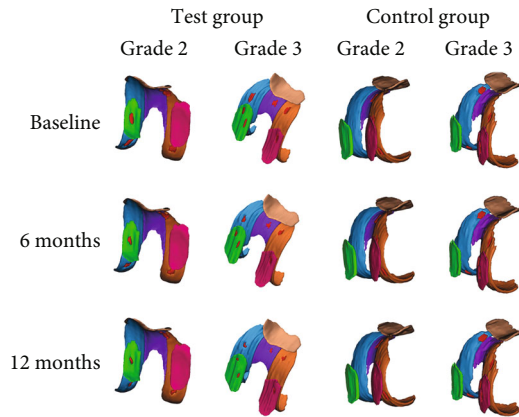 Test group Control group
Grade 2 Grade 3 Grade 2 Grade 3
Baseline
6 months
12 months